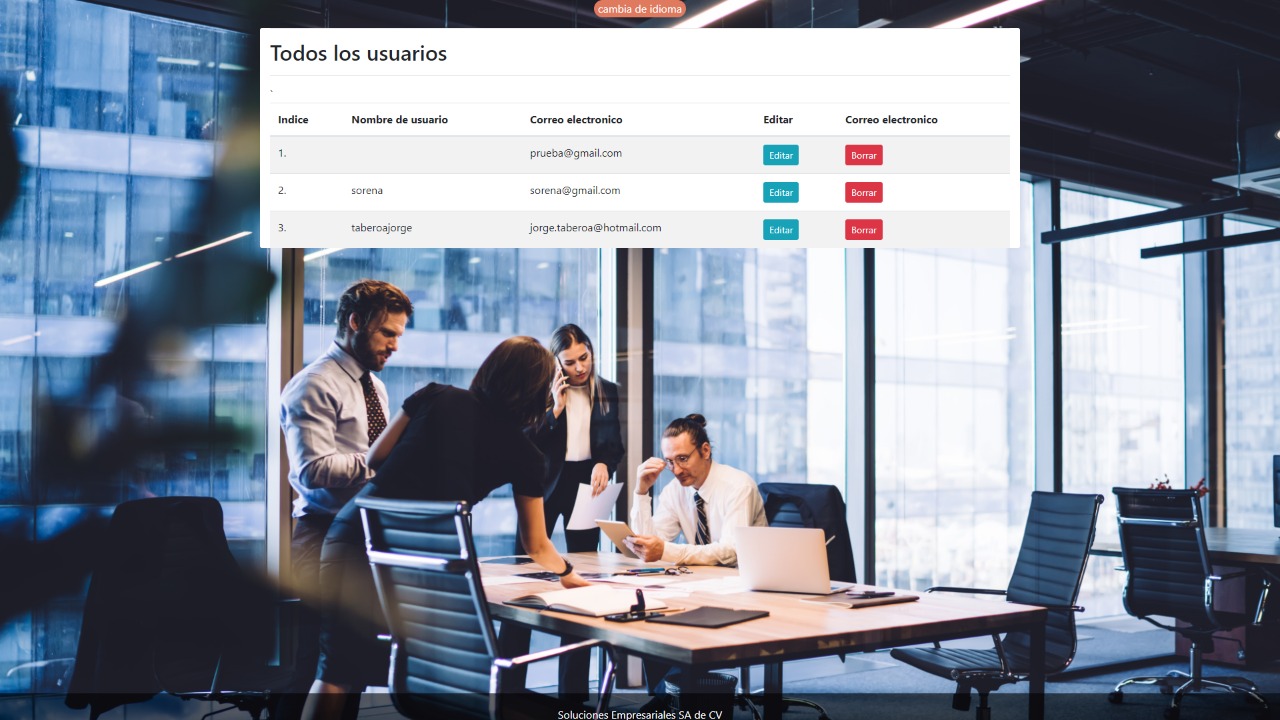 cambia de idioma
Todos los usuarios
`
Indice Nombre de usuario Correo electronico Editar Correo electronico
1. prueba@gmail.com Editar Borrar
2. sorena sorena@gmail.com Editar Borrar
3. taberoajorge jorge.taberoa@hotmail.com Editar Borrar
Soluciones Empresariales SA de CV